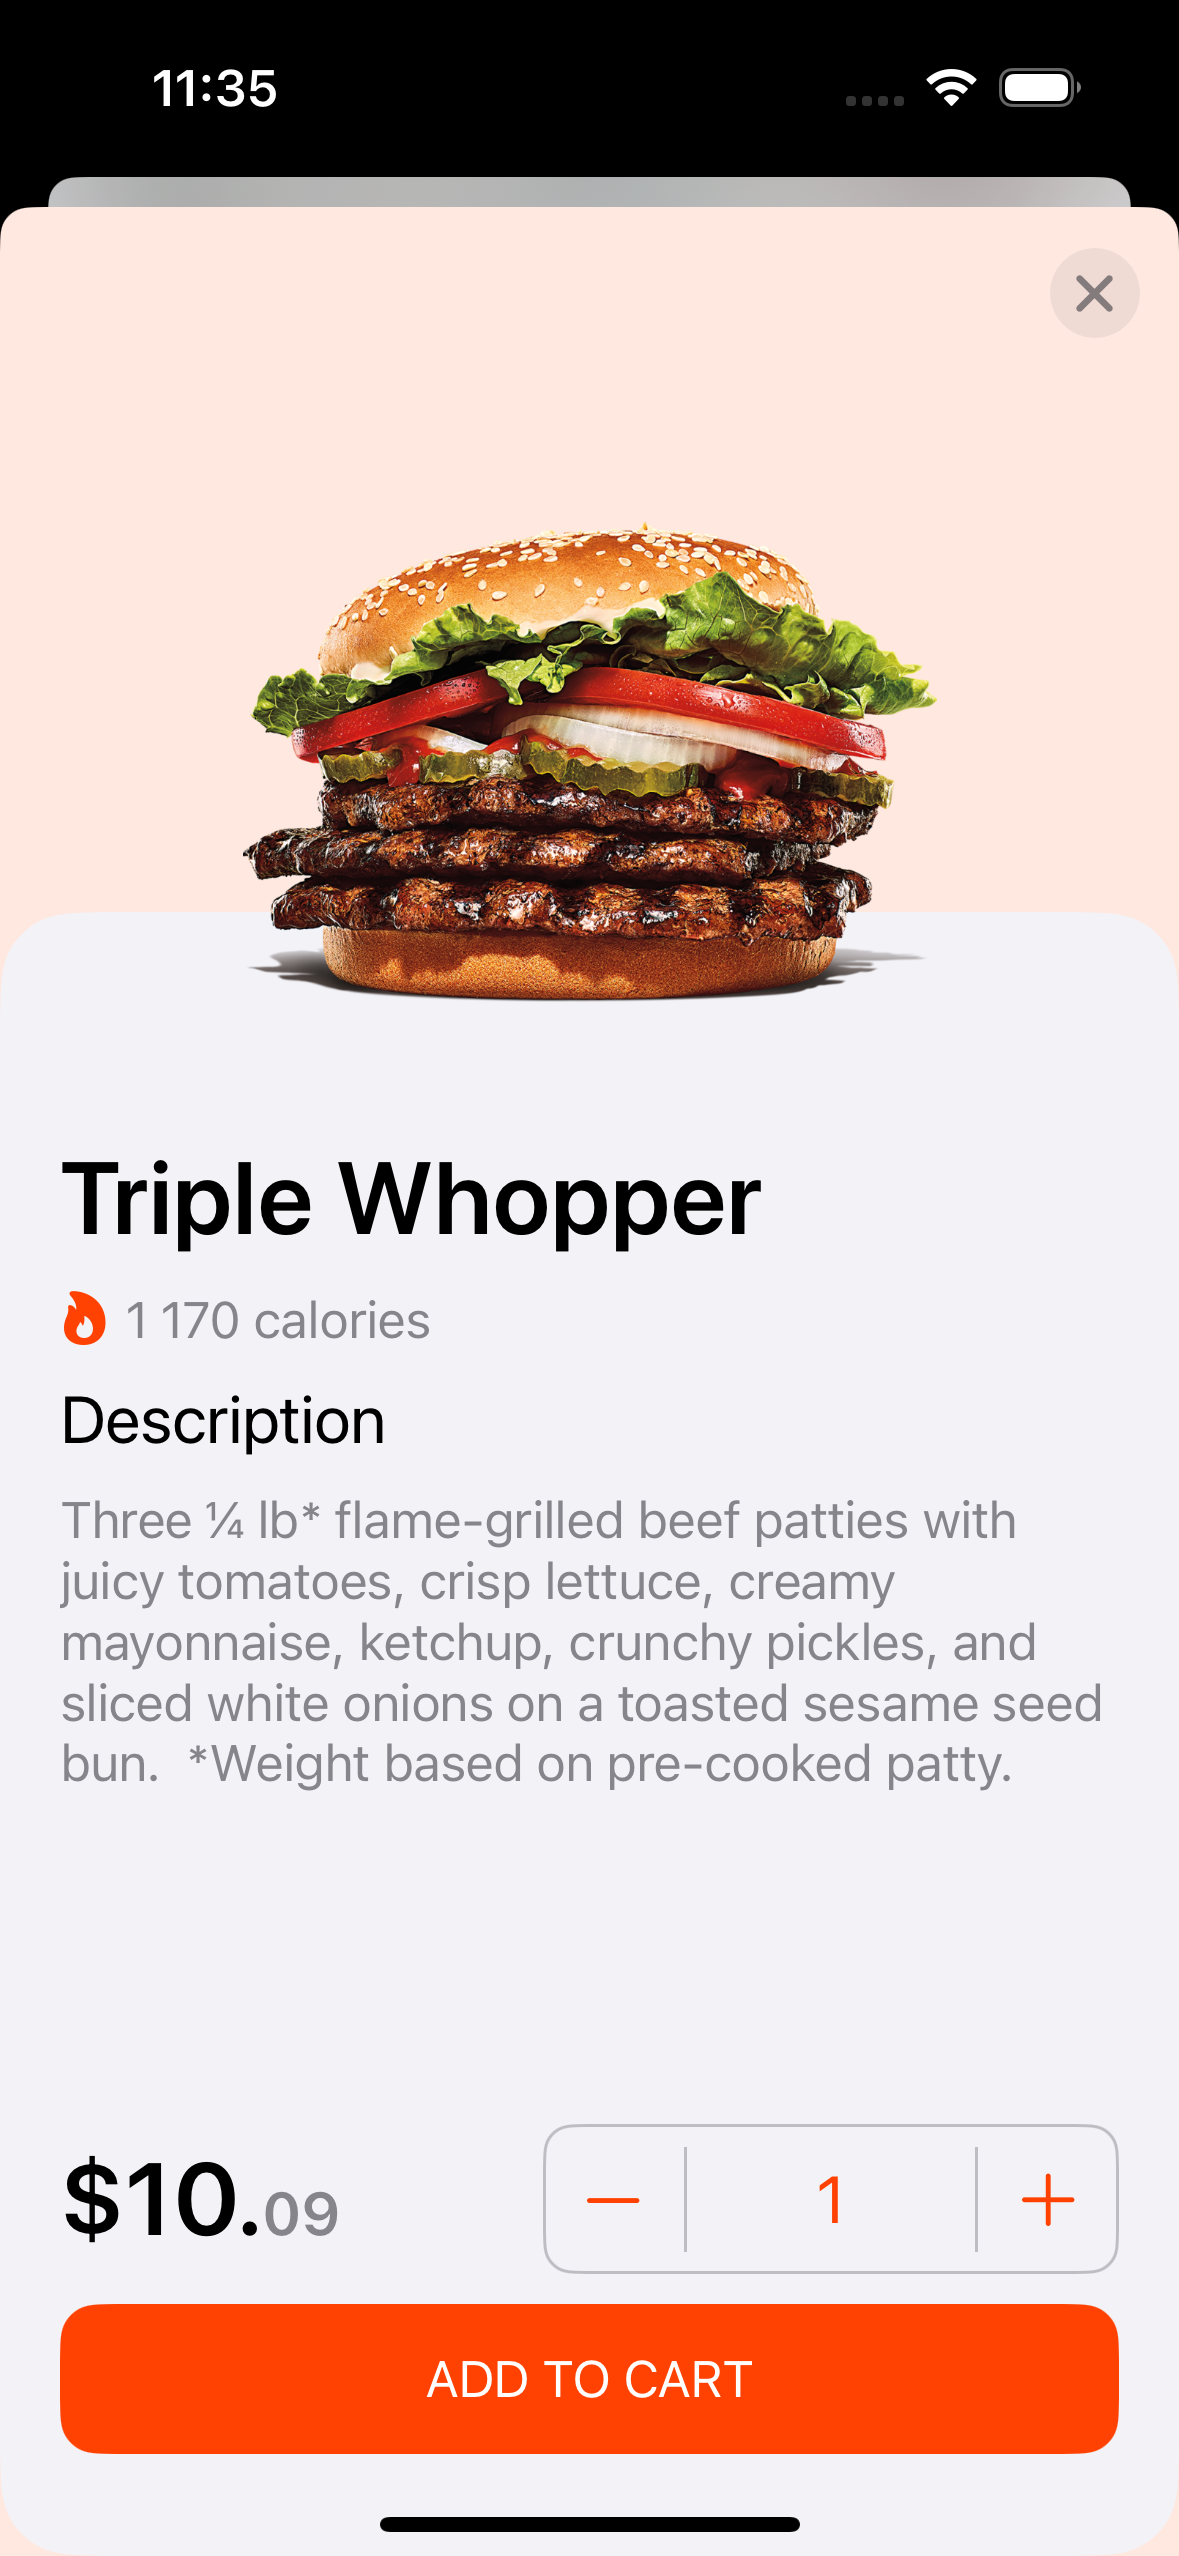 11:35
Triple Whopper
1 170 calories
Description
Three ¼ lb* flame-grilled beef patties with
juicy tomatoes, crisp lettuce, creamy
mayonnaise, ketchup, crunchy pickles, and
sliced white onions on a toasted sesame seed
bun.  *Weight based on pre-cooked patty.
$10.09
1
ADD TO CART